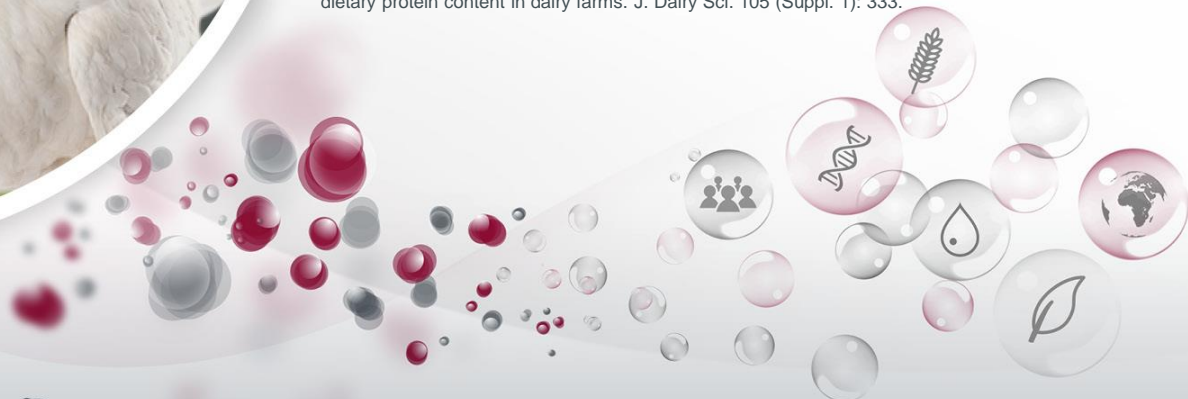 dietary protein content in dairy farms. J. Dairy Sci. 105 (Suppl. 1): 333.